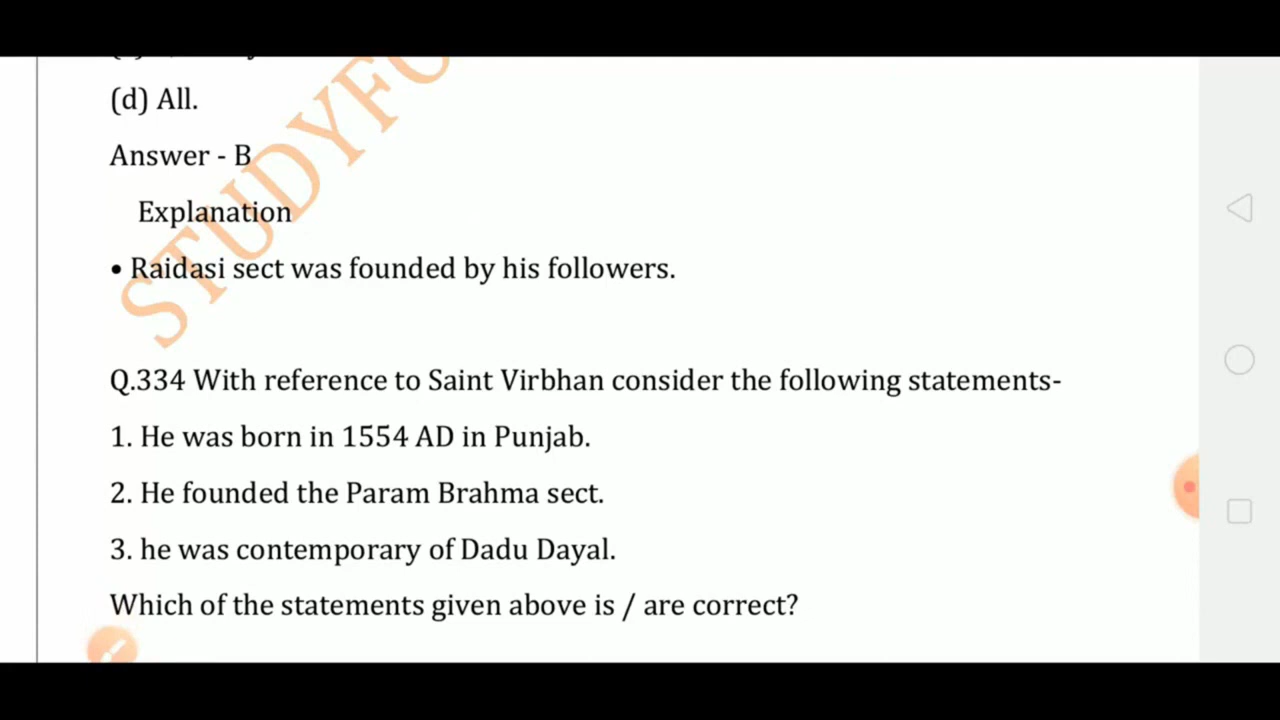 (d) All.
Answer - B
Explanation
• Raidasi sect was founded by his followers.
STUDYFO
Q.334 With reference to Saint Virbhan consider the following statements-
1. He was born in 1554 AD in Punjab.
2. He founded the Param Brahma sect.
3. he was contemporary of Dadu Dayal.
Which of the statements given above is / are correct?